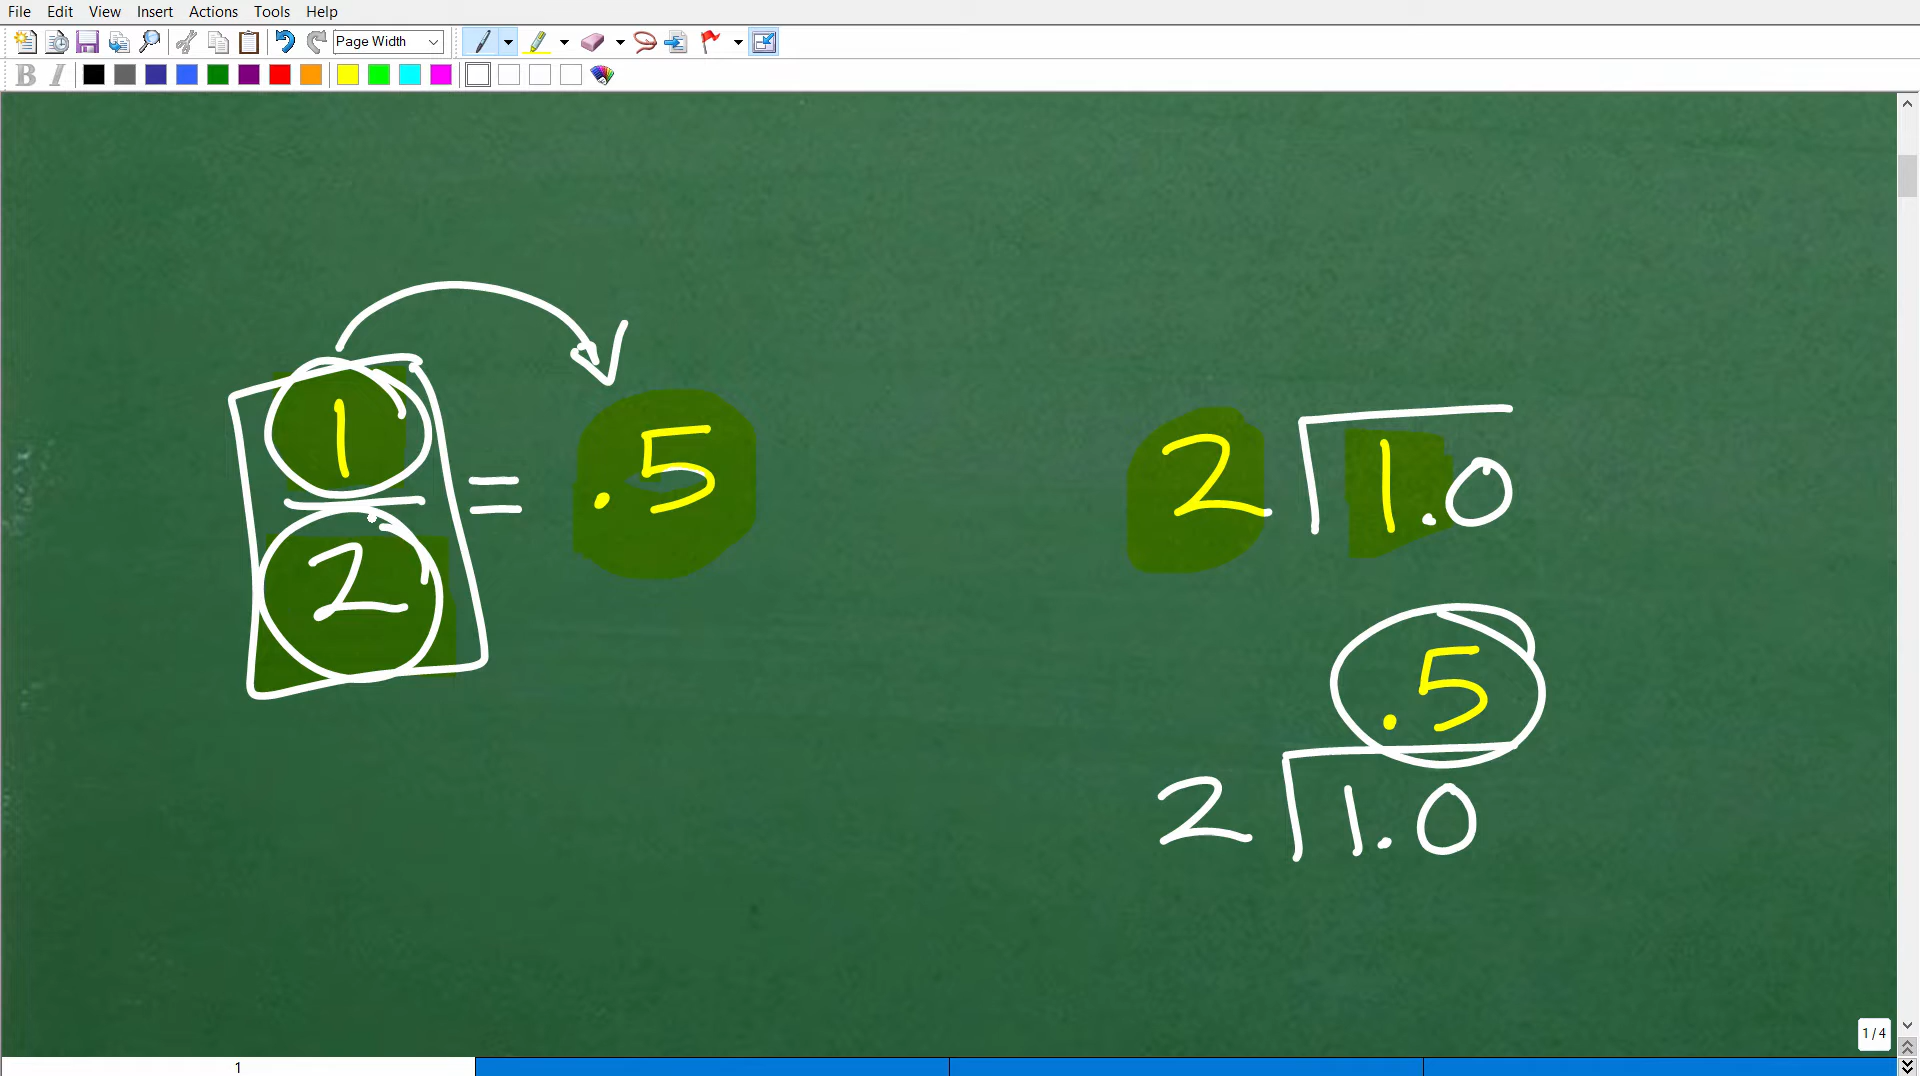 File Edit View Insert Actions Tools Help
Page Width
B I
1
2
= .5
2 1.0
.5
2 1.0
1 / 4
1